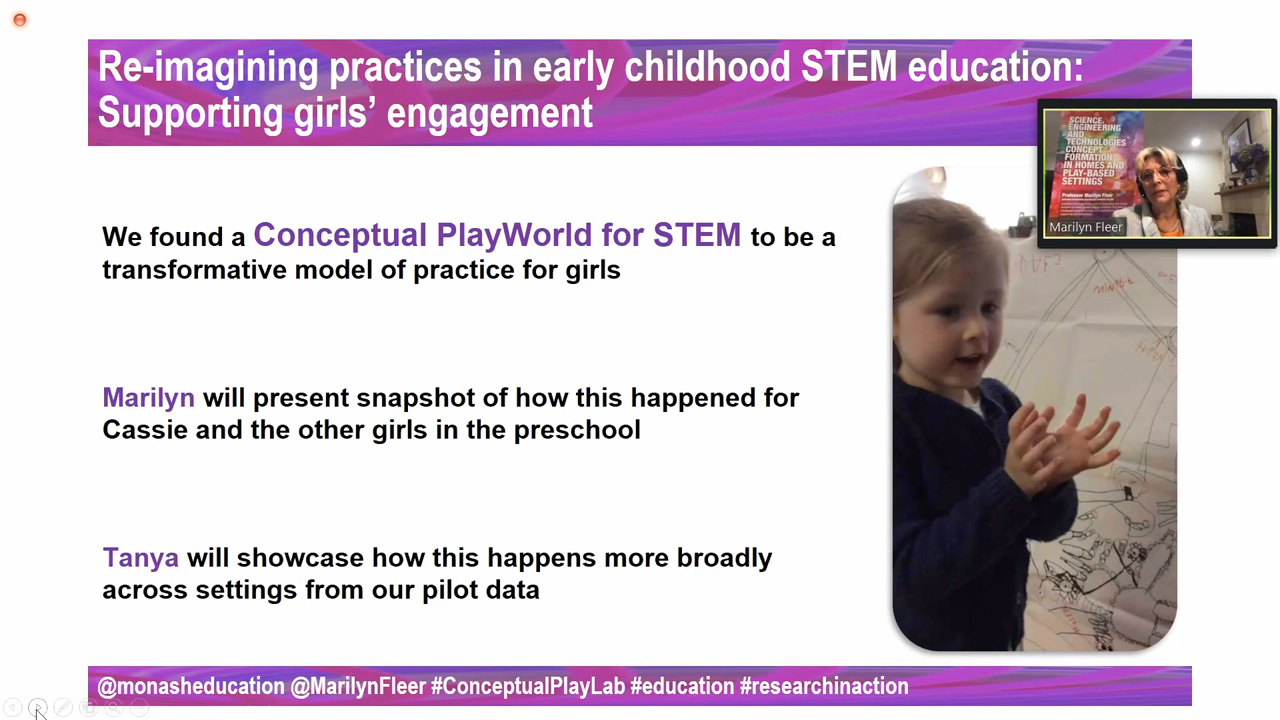 Re-imagining practices in early childhood STEM education:
Supporting girls’ engagement
SCIENCE,
ENGINEERING
AND
TECHNOLOGIES
CONCEPT
FORMATION
IN HOMES AND
PLAY-BASED
SETTINGS
Professor Marilyn Fleer
Marilyn Fleer
We found a Conceptual PlayWorld for STEM to be a
transformative model of practice for girls
Marilyn will present snapshot of how this happened for
Cassie and the other girls in the preschool
Tanya will showcase how this happens more broadly
across settings from our pilot data
@monasheducation @MarilynFleer #ConceptualPlayLab #education #researchinaction